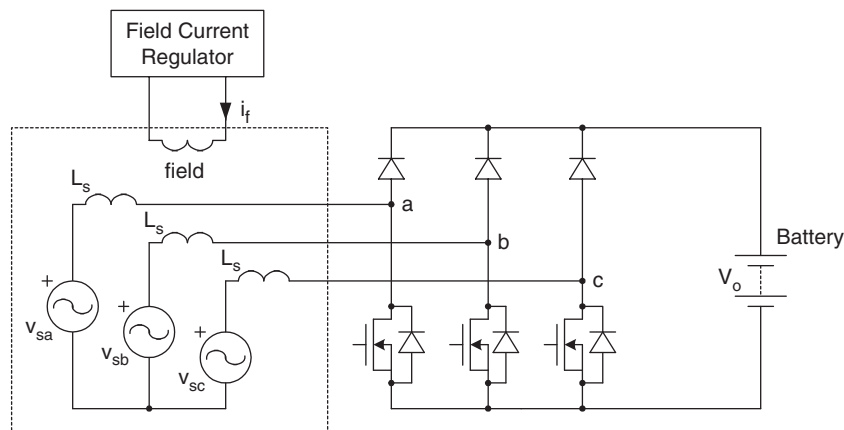 Field Current
Regulator
i_f
field
L_s
a
L_s
b
Battery
L_s
c
V_o
+
v_sa
+
v_sb
+
v_sc